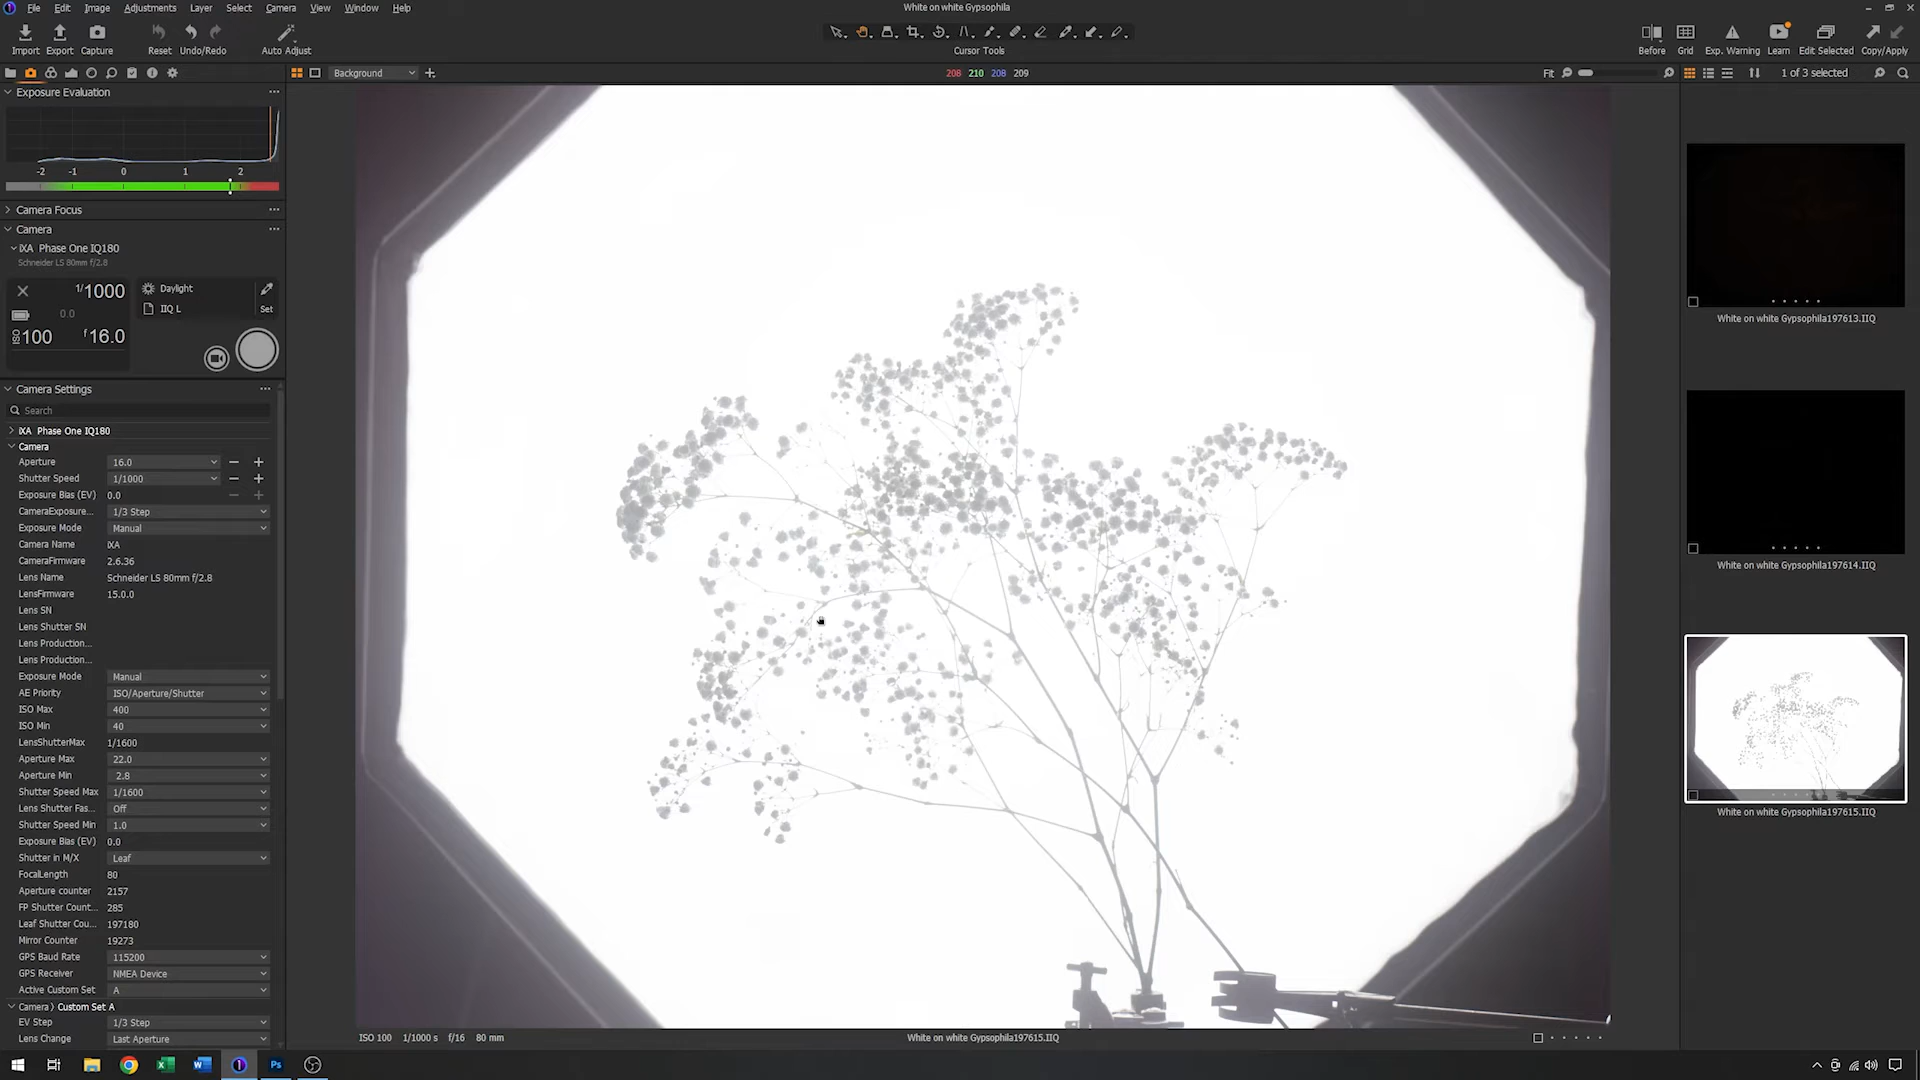 File Edit Image Adjustments Layer Select Camera View Window Help
White on white Gypsophila
Import Export Capture Reset Undo/Redo Auto Adjust
Cursor Tools
Before Grid Exp. Warning Learn Edit Selected Copy/Apply
Background
208 210 208 209
Fit
1 of 3 selected
Exposure Evaluation
-2 -1 0 1 2
Camera Focus
Camera
iXA Phase One IQ180
Schneider LS 80mm f/2.8
1/1000
Daylight
0.0
IIQ L
Set
ISO 100
f16.0
Camera Settings
Search
iXA Phase One IQ180
Camera
Aperture 16.0
Shutter Speed 1/1000
Exposure Bias (EV) 0.0
CameraExposure... 1/3 Step
Exposure Mode Manual
Camera Name iXA
CameraFirmware 2.6.36
Lens Name Schneider LS 80mm f/2.8
LensFirmware 15.0.0
Lens SN
Lens Shutter SN
Lens Production...
Lens Production...
Exposure Mode Manual
AE Priority ISO/Aperture/Shutter
ISO Max 400
ISO Min 40
LensShutterMax 1/1600
Aperture Max 22.0
Aperture Min 2.8
Shutter Speed Max 1/1600
Lens Shutter Fas... Off
Shutter Speed Min 1.0
Exposure Bias (EV) 0.0
Shutter in M/X Leaf
FocalLength 80
Aperture counter 2157
FP Shutter Count... 285
Leaf Shutter Cou... 197180
Mirror Counter 19273
GPS Baud Rate 115200
GPS Receiver NMEA Device
Active Custom Set A
Camera ⟩ Custom Set A
EV Step 1/3 Step
Lens Change Last Aperture
ISO 100 1/1000 s f/16 80 mm
White on white Gypsophila197615.IIQ
White on white Gypsophila197613.IIQ
White on white Gypsophila197614.IIQ
White on white Gypsophila197615.IIQ
Ps